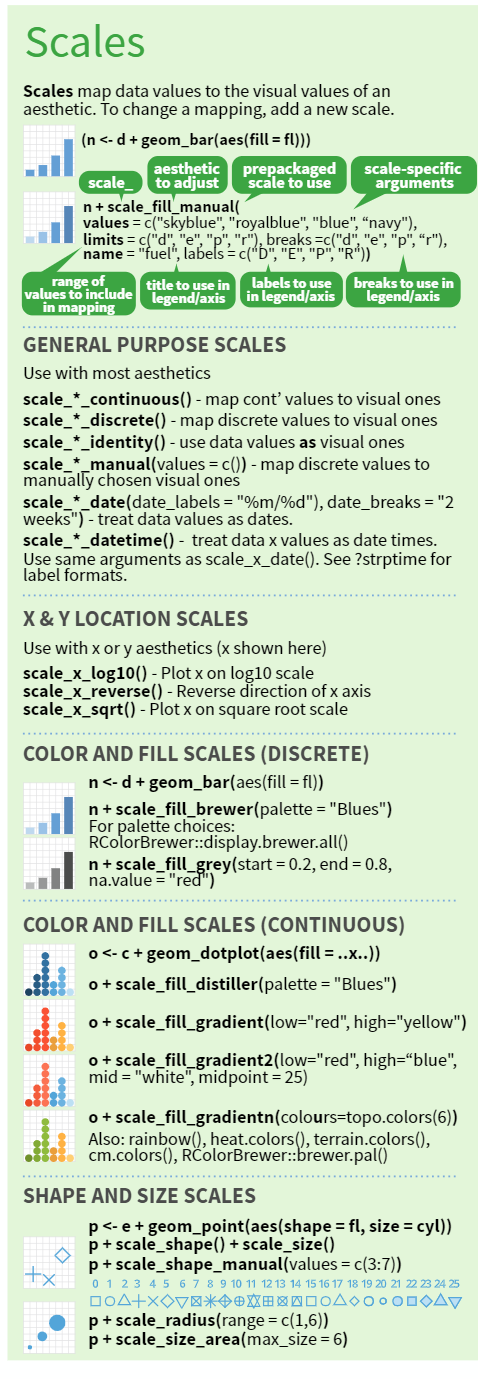 Scales
Scales map data values to the visual values of an
aesthetic. To change a mapping, add a new scale.
(n <- d + geom_bar(aes(fill = fl)))
scale_
aesthetic
to adjust
prepackaged
scale to use
scale-specific
arguments
n + scale_fill_manual(
values = c("skyblue", "royalblue", "blue", “navy"),
limits = c("d", "e", "p", "r"), breaks =c("d", "e", "p", “r"),
name = "fuel", labels = c("D", "E", "P", "R"))
range of
values to include
in mapping
title to use in
legend/axis
labels to use
in legend/axis
breaks to use in
legend/axis
GENERAL PURPOSE SCALES
Use with most aesthetics
scale_*_continuous() - map cont’ values to visual ones
scale_*_discrete() - map discrete values to visual ones
scale_*_identity() - use data values as visual ones
scale_*_manual(values = c()) - map discrete values to
manually chosen visual ones
scale_*_date(date_labels = "%m/%d"), date_breaks = "2
weeks") - treat data values as dates.
scale_*_datetime() - treat data x values as date times.
Use same arguments as scale_x_date(). See ?strptime for
label formats.
X & Y LOCATION SCALES
Use with x or y aesthetics (x shown here)
scale_x_log10() - Plot x on log10 scale
scale_x_reverse() - Reverse direction of x axis
scale_x_sqrt() - Plot x on square root scale
COLOR AND FILL SCALES (DISCRETE)
n <- d + geom_bar(aes(fill = fl))
n + scale_fill_brewer(palette = "Blues")
For palette choices:
RColorBrewer::display.brewer.all()
n + scale_fill_grey(start = 0.2, end = 0.8,
na.value = "red")
COLOR AND FILL SCALES (CONTINUOUS)
o <- c + geom_dotplot(aes(fill = ..x..))
o + scale_fill_distiller(palette = "Blues")
o + scale_fill_gradient(low="red", high="yellow")
o + scale_fill_gradient2(low="red", high=“blue",
mid = "white", midpoint = 25)
o + scale_fill_gradientn(colours=topo.colors(6))
Also: rainbow(), heat.colors(), terrain.colors(),
cm.colors(), RColorBrewer::brewer.pal()
SHAPE AND SIZE SCALES
p <- e + geom_point(aes(shape = fl, size = cyl))
p + scale_shape() + scale_size()
p + scale_shape_manual(values = c(3:7))
0 1 2 3 4 5 6 7 8 9 10 11 12 13 14 15 16 17 18 19 20 21 22 23 24 25
p + scale_radius(range = c(1,6))
p + scale_size_area(max_size = 6)